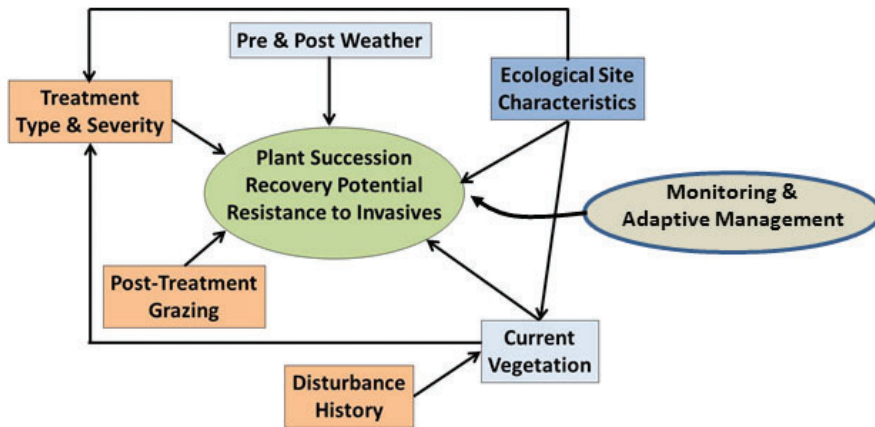 Pre & Post Weather
Ecological Site
Characteristics
Treatment
Type & Severity
Plant Succession
Recovery Potential
Resistance to Invasives
Monitoring &
Adaptive Management
Post-Treatment
Grazing
Current
Vegetation
Disturbance
History